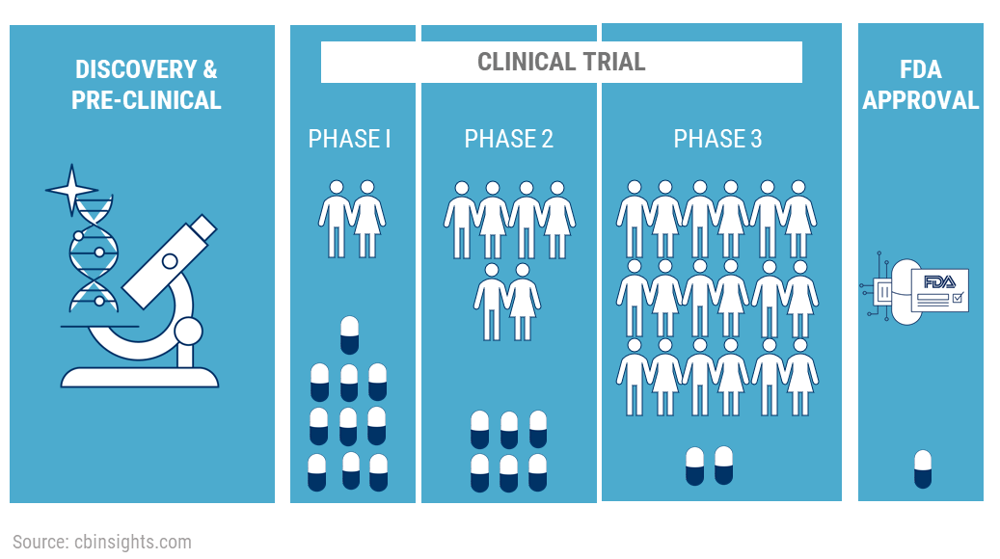 DISCOVERY &
PRE-CLINICAL
CLINICAL TRIAL
PHASE I
PHASE 2
PHASE 3
FDA
APPROVAL
FDA
Source: cbinsights.com